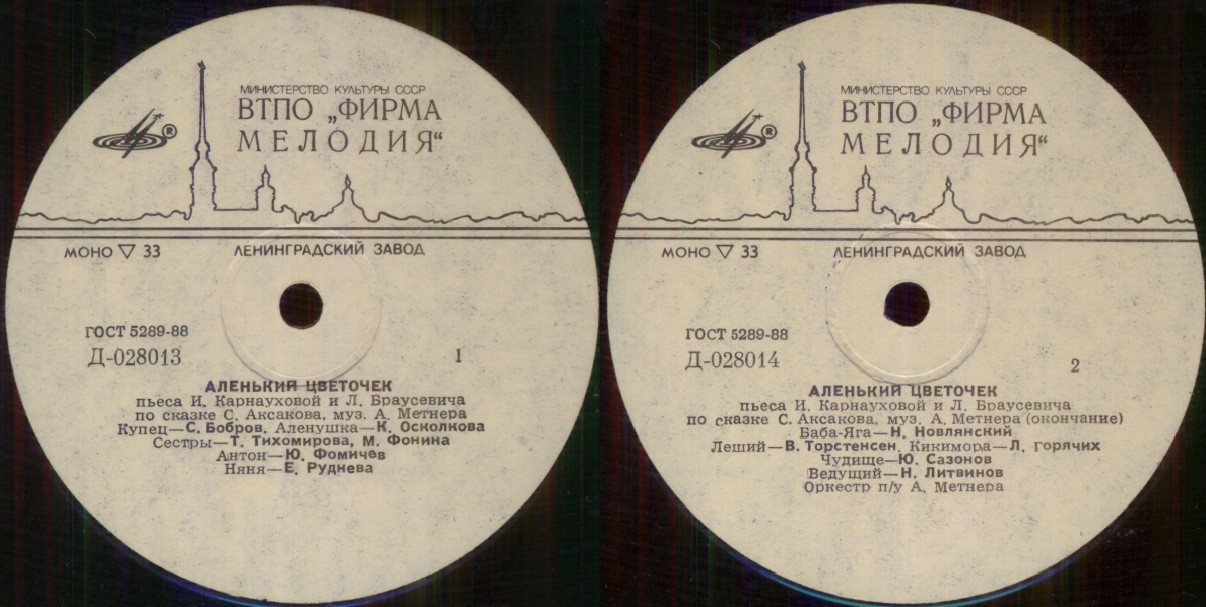 МИНИСТЕРСТВО КУЛЬТУРЫ СССР
ВТПО „ФИРМА
МЕЛОДИЯ“
®
МОНО ▽ 33
ЛЕНИНГРАДСКИЙ ЗАВОД
ГОСТ 5289-88
Д-028013
1
АЛЕНЬКИЙ ЦВЕТОЧЕК
пьеса И. Карнауховой и Л. Браусевича
по сказке С. Аксакова, муз. А. Метнера
Купец—С. Бобров, Аленушка—К. Осколкова
Сестры—Т. Тихомирова, М. Фонина
Антон—Ю. Фомичев
Няня—Е. Руднева
МИНИСТЕРСТВО КУЛЬТУРЫ СССР
ВТПО „ФИРМА
МЕЛОДИЯ“
®
МОНО ▽ 33
ЛЕНИНГРАДСКИЙ ЗАВОД
ГОСТ 5289-88
Д-028014
2
АЛЕНЬКИЙ ЦВЕТОЧЕК
пьеса И. Карнауховой и Л. Браусевича
по сказке С. Аксакова, муз. А. Метнера (окончание)
Баба-Яга—Н. Новлянский
Леший—В. Торстенсен, Кикимора—Л. Горячих
Чудище—Ю. Сазонов
Ведущий—Н. Литвинов
Оркестр п/у А. Метнера